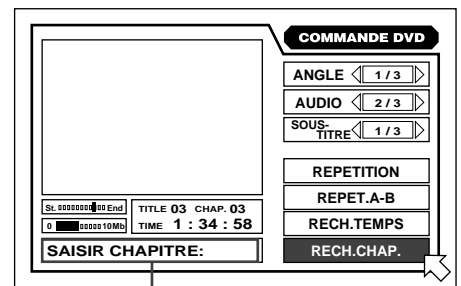 COMMANDE DVD
ANGLE 1 / 3
AUDIO 2 / 3
SOUS-
TITRE 1 / 3
REPETITION
REPET.A-B
RECH.TEMPS
RECH.CHAP.
St. End
0 10Mb
TITLE 03 CHAP. 03
TIME 1 : 34 : 58
SAISIR CHAPITRE: